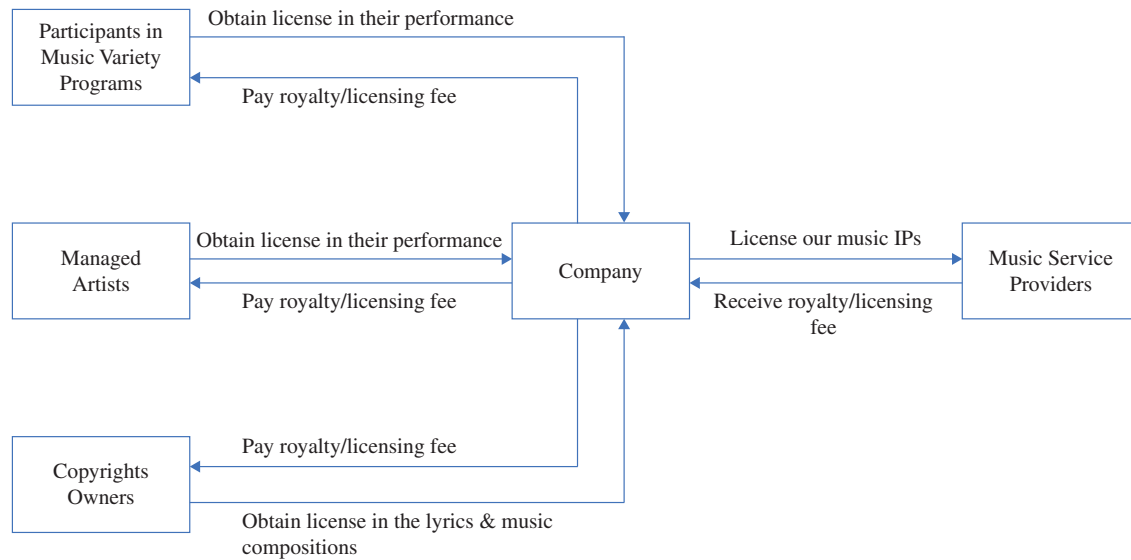 Obtain license in their performance
Participants in
Music Variety
Programs
Pay royalty/licensing fee
Managed
Artists
Obtain license in their performance
Pay royalty/licensing fee
Company
License our music IPs
Receive royalty/licensing
fee
Music Service
Providers
Copyrights
Owners
Pay royalty/licensing fee
Obtain license in the lyrics & music
compositions